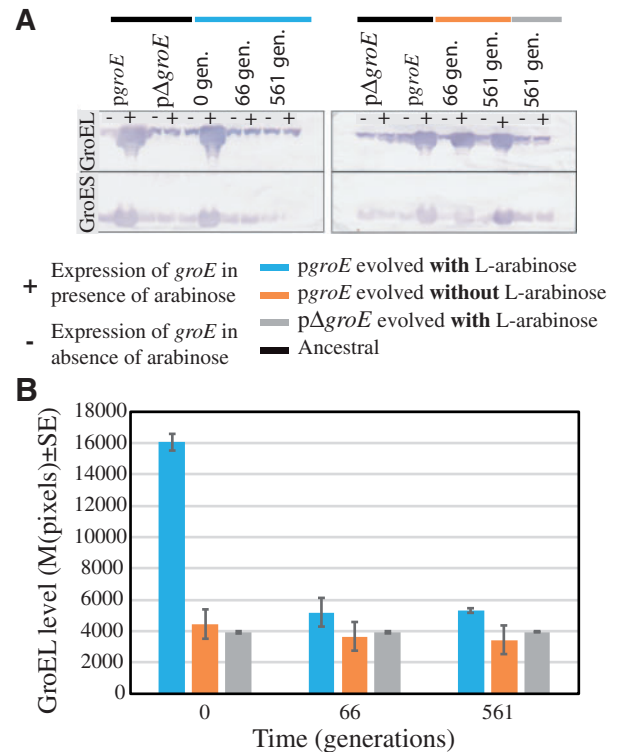 A
pgroE
pΔgroE
0 gen.
66 gen.
561 gen.
pΔgroE
pgroE
66 gen.
561 gen.
561 gen.
- + - + - + - + - +
- + - + - + - + - +
GroEL
GroES
+ Expression of groE in presence of arabinose
- Expression of groE in absence of arabinose
pgroE evolved with L-arabinose
pgroE evolved without L-arabinose
pΔgroE evolved with L-arabinose
Ancestral
B
GroEL level (M(pixels)±SE)
18000
16000
14000
12000
10000
8000
6000
4000
2000
0
0 66 561
Time (generations)